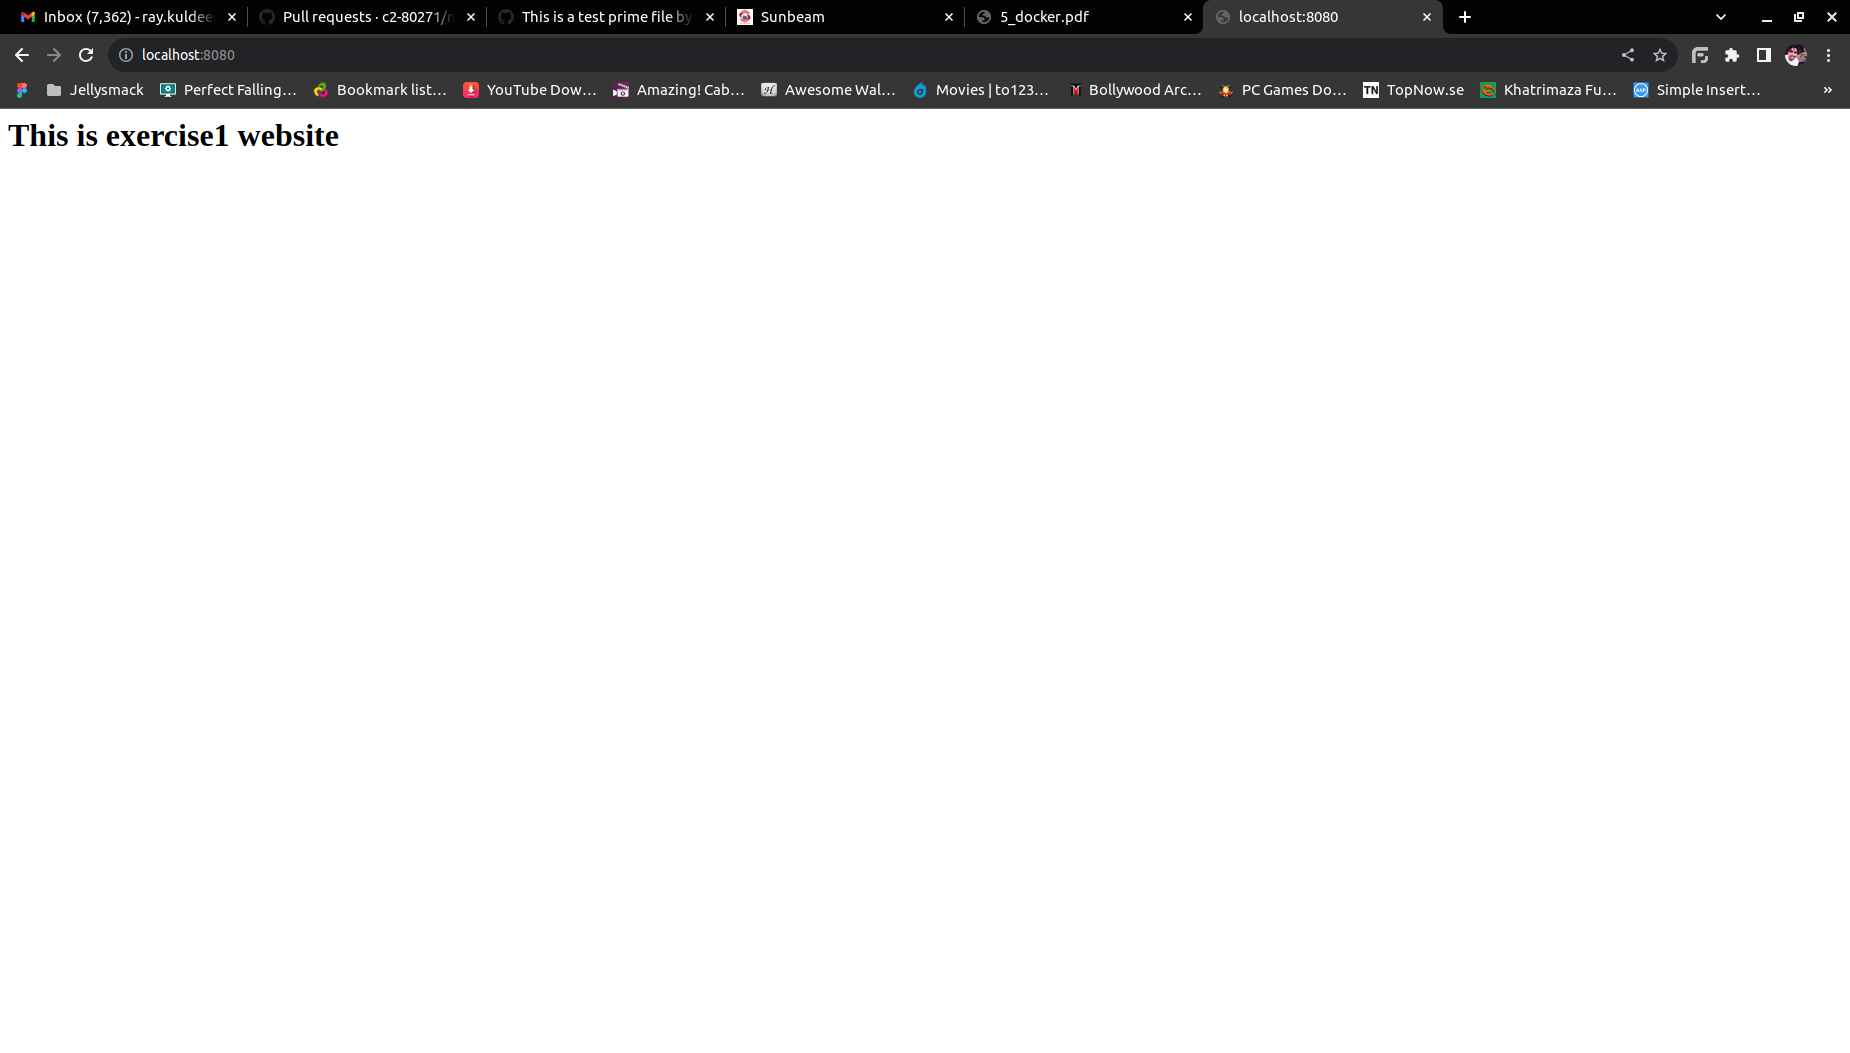 Inbox (7,362) - ray.kuldee
Pull requests · c2-80271/
This is a test prime file by
Sunbeam
5_docker.pdf
localhost:8080
localhost:8080
Jellysmack
Perfect Falling...
Bookmark list...
YouTube Dow...
Amazing! Cab...
Awesome Wal...
Movies | to123...
Bollywood Arc...
PC Games Do...
TN TopNow.se
Khatrimaza Fu...
Simple Insert...
»
This is exercise1 website